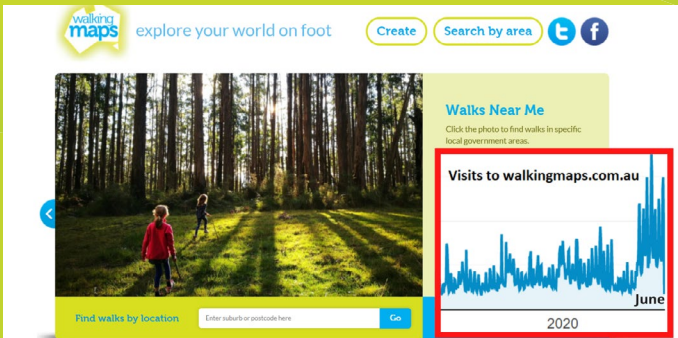 walking
maps
explore your world on foot
Create
Search by area
t
f
Walks Near Me
Click the photo to find walks in specific
local government areas.
Visits to walkingmaps.com.au
June
2020
Find walks by location
Enter suburb or postcode here
Go